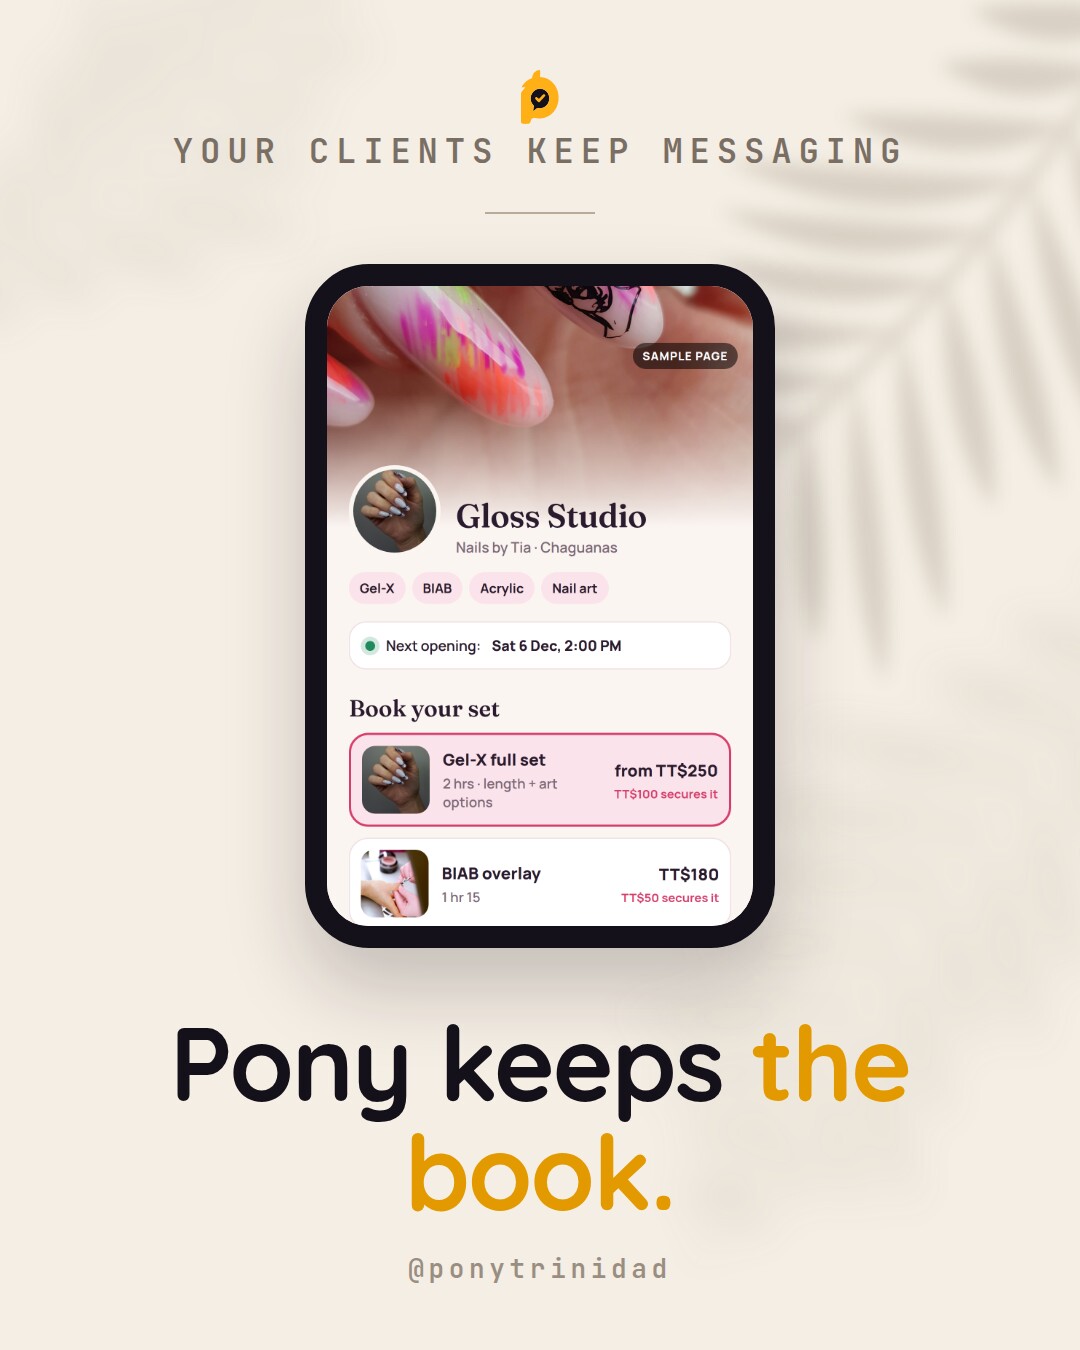 YOUR CLIENTS KEEP MESSAGING
SAMPLE PAGE
Gloss Studio
Nails by Tia · Chaguanas
Gel-X BIAB Acrylic Nail art
Next opening: Sat 6 Dec, 2:00 PM
Book your set
Gel-X full set
2 hrs · length + art
options
from TT$250
TT$100 secures it
BIAB overlay
1 hr 15
TT$180
TT$50 secures it
Pony keeps the
book.
@ponytrinidad